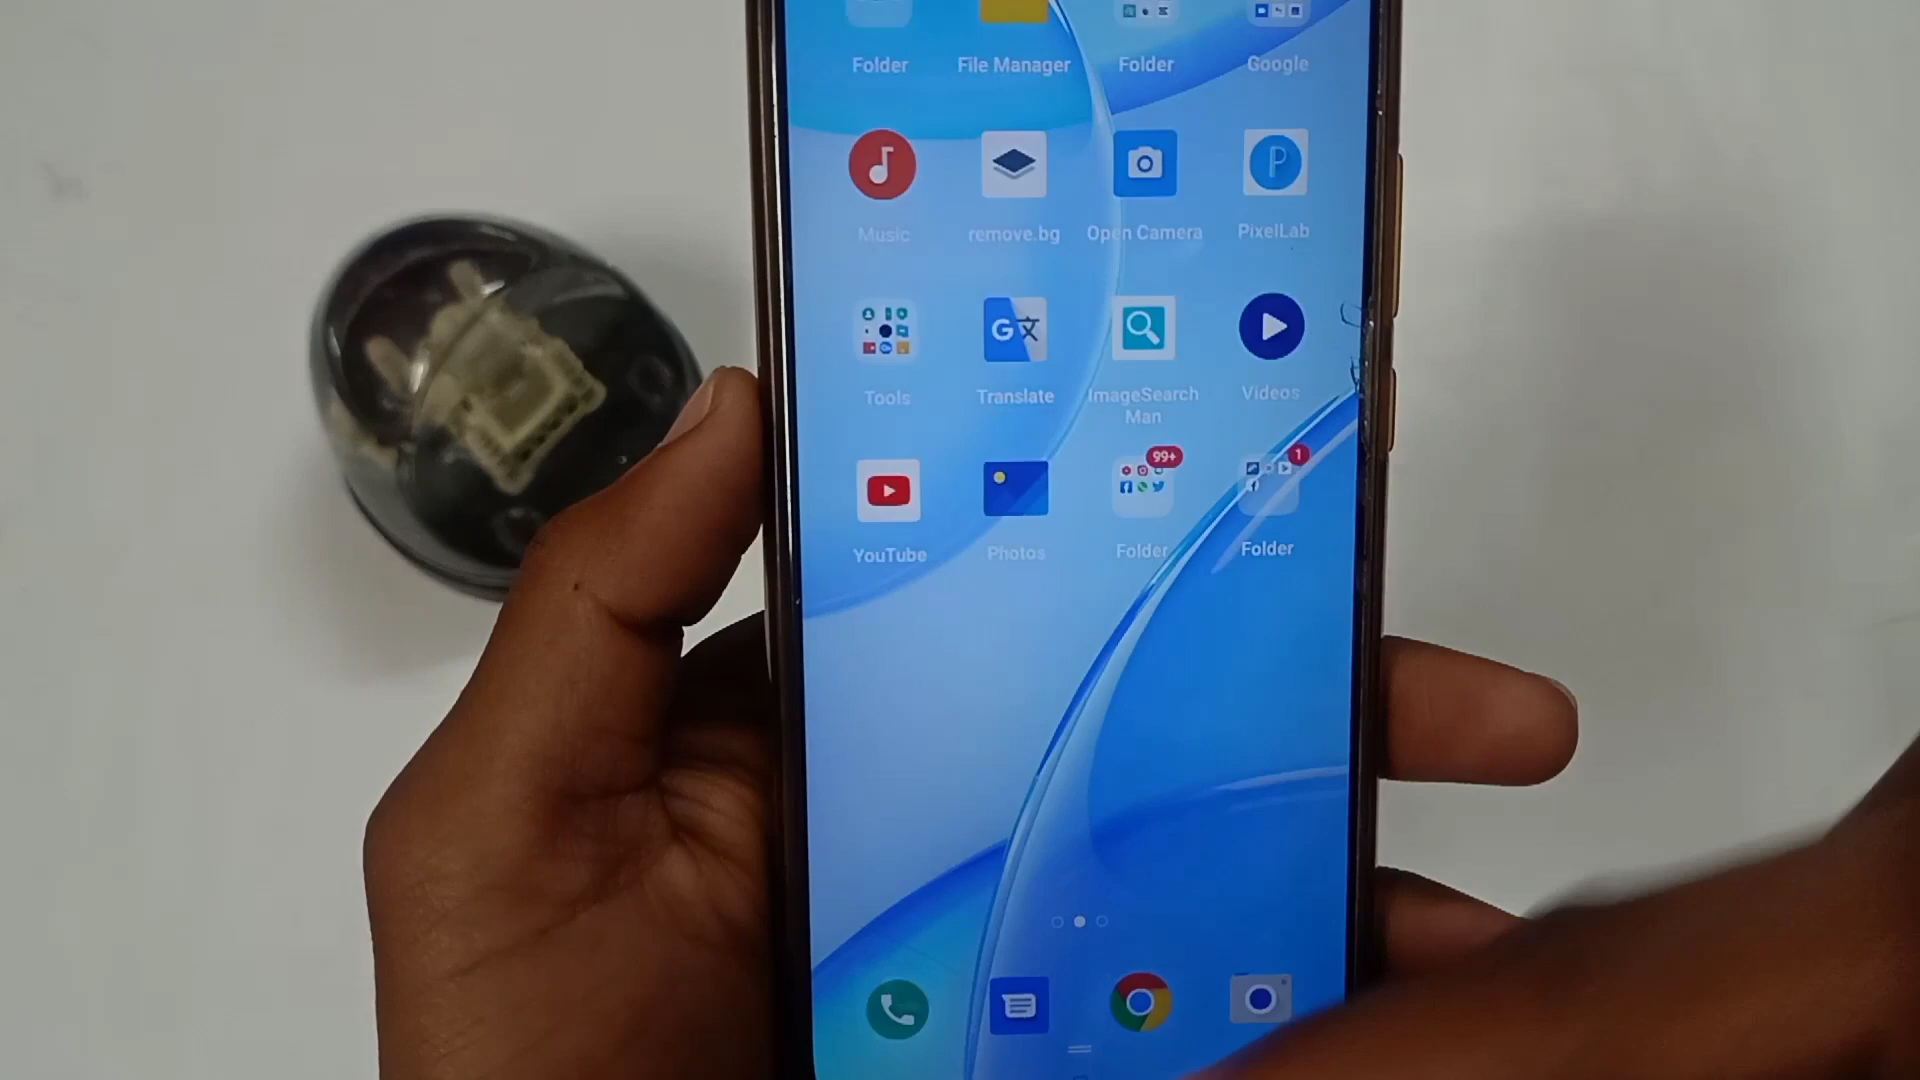 Folder File Manager Folder Google
Music remove.bg Open Camera PixelLab
Tools Translate ImageSearch Man Videos
99+ 1
YouTube Photos Folder Folder